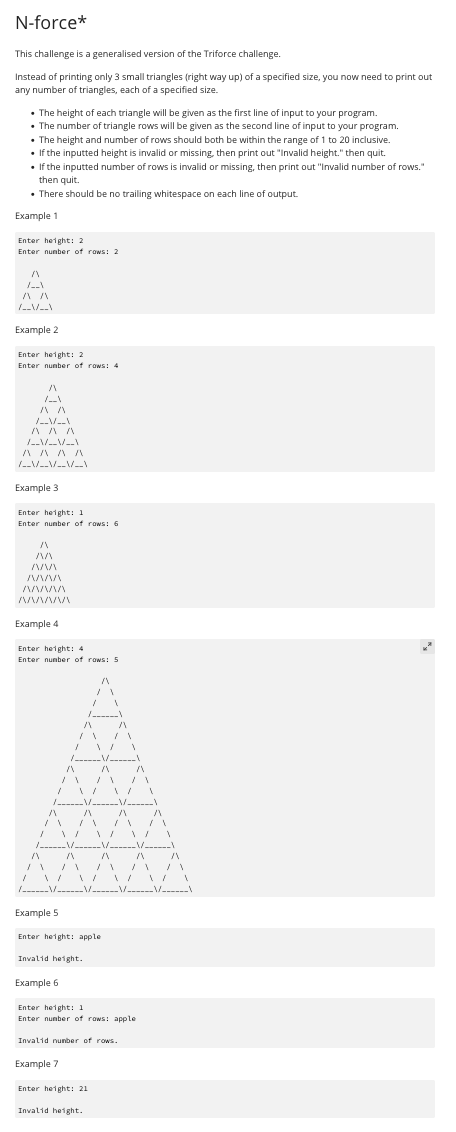 N-force*
This challenge is a generalised version of the Triforce challenge.
Instead of printing only 3 small triangles (right way up) of a specified size, you now need to print out
any number of triangles, each of a specified size.
• The height of each triangle will be given as the first line of input to your program.
• The number of triangle rows will be given as the second line of input to your program.
• The height and number of rows should both be within the range of 1 to 20 inclusive.
• If the inputted height is invalid or missing, then print out "Invalid height." then quit.
• If the inputted number of rows is invalid or missing, then print out "Invalid number of rows."
then quit.
• There should be no trailing whitespace on each line of output.
Example 1
Enter height: 2
Enter number of rows: 2
   /\
  /__\
 /\  /\
/__\/__\
Example 2
Enter height: 2
Enter number of rows: 4
       /\
      /__\
     /\  /\
    /__\/__\
   /\  /\  /\
  /__\/__\/__\
 /\  /\  /\  /\
/__\/__\/__\/__\
Example 3
Enter height: 1
Enter number of rows: 6
     /\
    /\/\
   /\/\/\
  /\/\/\/\
 /\/\/\/\/\
/\/\/\/\/\/\
Example 4
Enter height: 4
Enter number of rows: 5
                   /\
                  /  \
                 /    \
                /______\
               /\      /\
              /  \    /  \
             /    \  /    \
            /______\/______\
           /\      /\      /\
          /  \    /  \    /  \
         /    \  /    \  /    \
        /______\/______\/______\
       /\      /\      /\      /\
      /  \    /  \    /  \    /  \
     /    \  /    \  /    \  /    \
    /______\/______\/______\/______\
   /\      /\      /\      /\      /\
  /  \    /  \    /  \    /  \    /  \
 /    \  /    \  /    \  /    \  /    \
/______\/______\/______\/______\/______\
Example 5
Enter height: apple
Invalid height.
Example 6
Enter height: 1
Enter number of rows: apple
Invalid number of rows.
Example 7
Enter height: 21
Invalid height.